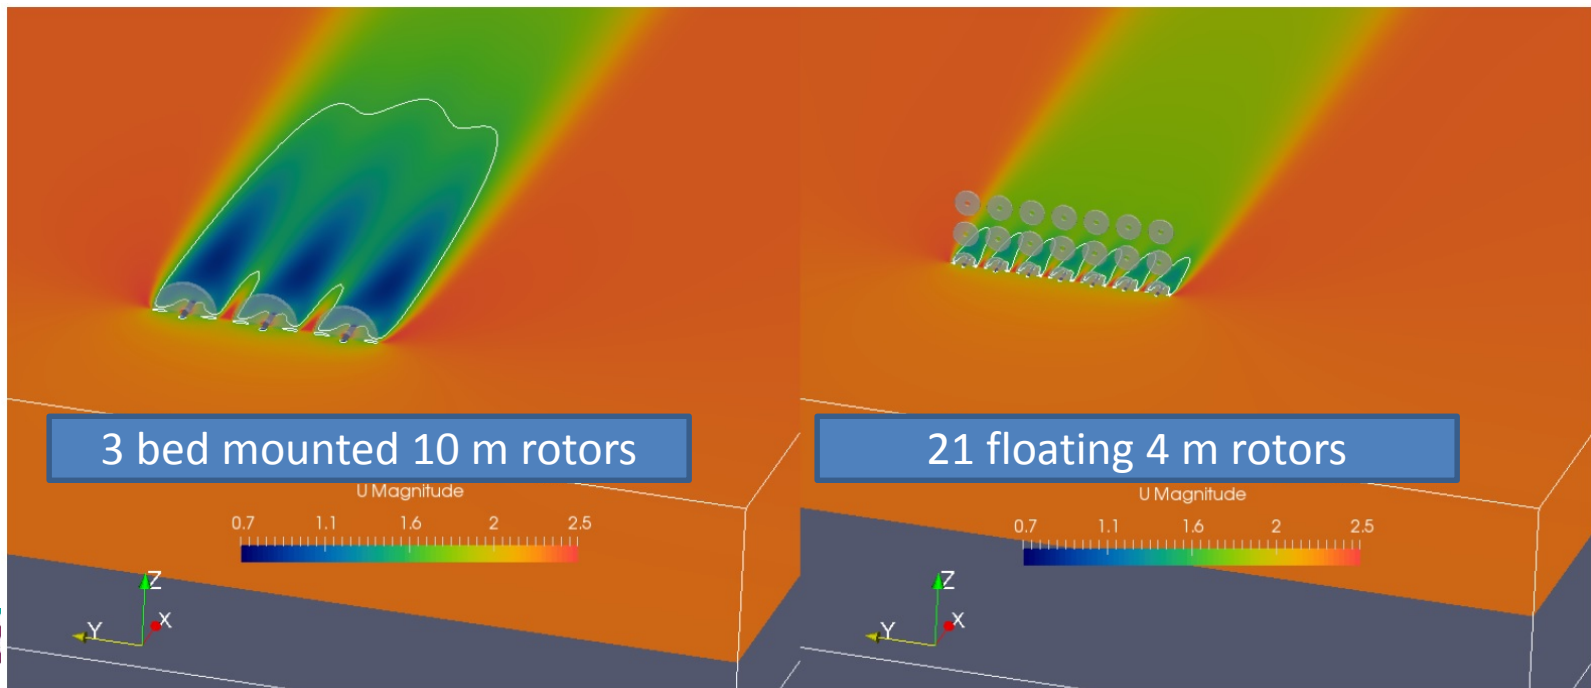 3 bed mounted 10 m rotors
U Magnitude
0.7 1.1 1.6 2 2.5
Z
Y X
21 floating 4 m rotors
U Magnitude
0.7 1.1 1.6 2 2.5
Z
Y X